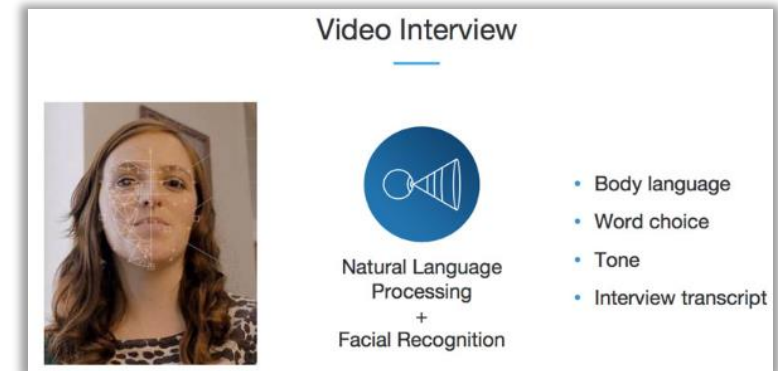 Video Interview
Natural Language
Processing
+
Facial Recognition
• Body language
• Word choice
• Tone
• Interview transcript